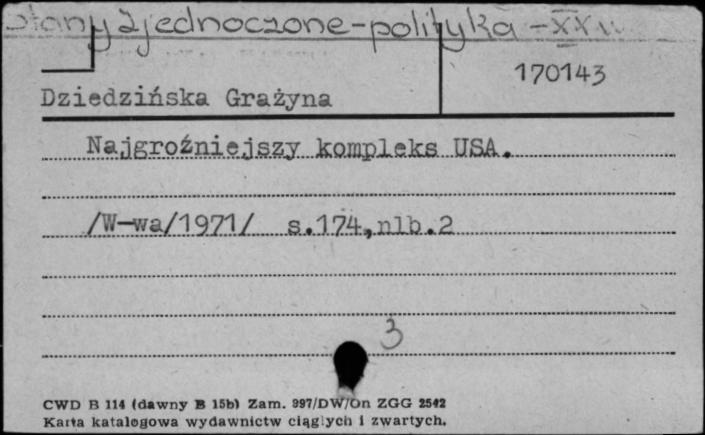 Stany Zjednoczone-polityka-XX w.
170143
Dziedzińska Grażyna
Najgroźniejszy kompleks USA.
/W-wa/1971/ s.174,nlb.2
3
CWD B 114 (dawny B 15b) Zam. 997/DW/On ZGG 2542
Karta katalogowa wydawnictw ciągłych i zwartych.